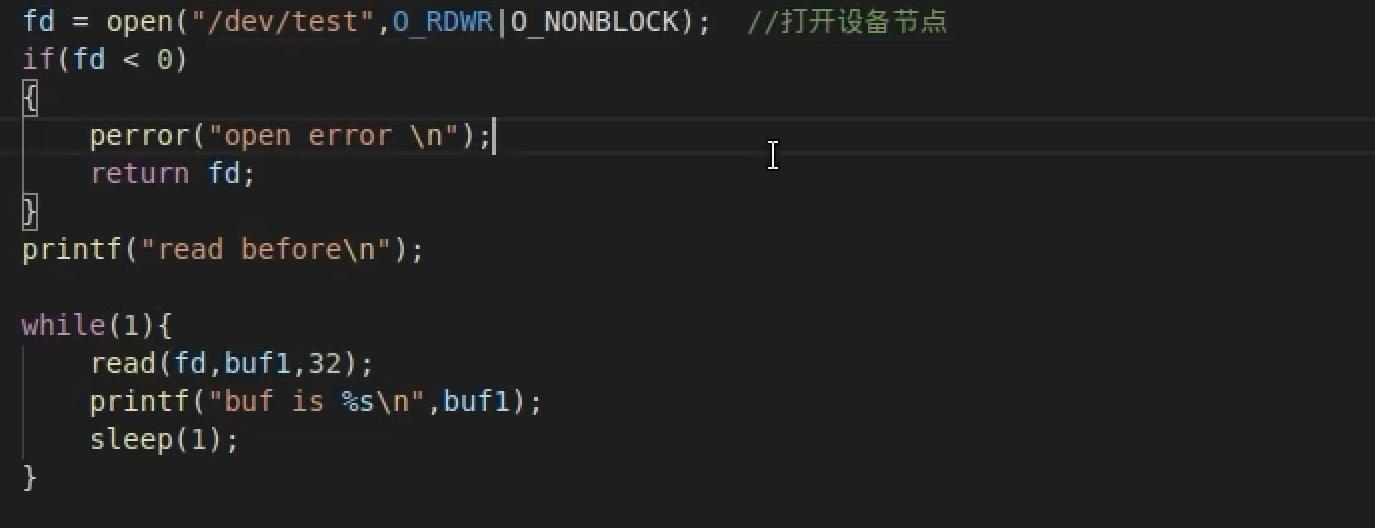 fd = open("/dev/test",O_RDWR|O_NONBLOCK);  //打开设备节点
if(fd < 0)
{
    perror("open error \n");
    return fd;
}
printf("read before\n");

while(1){
    read(fd,buf1,32);
    printf("buf is %s\n",buf1);
    sleep(1);
}